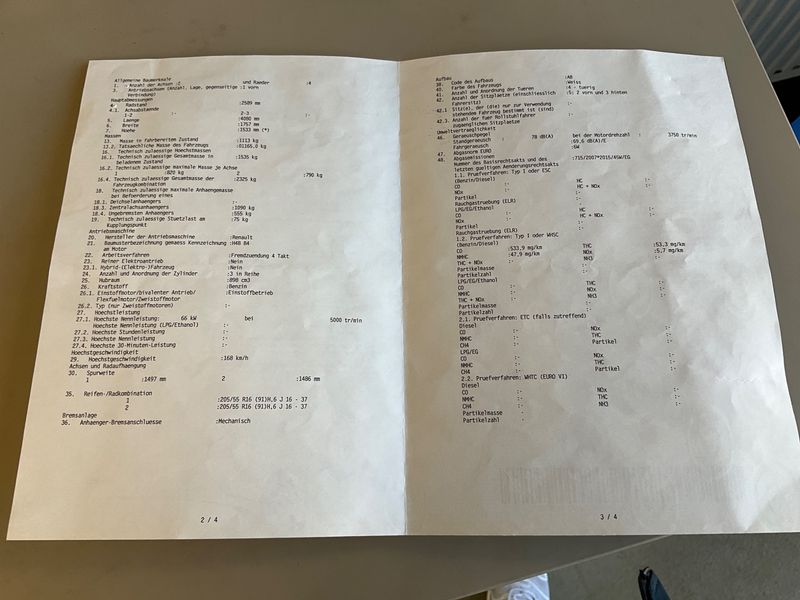 Allgemeine Baumerkmale
1. Anzahl der Achsen :2 und Raeder :4
3. Antriebsachsen (Anzahl, Lage, gegenseitige :1 vorn
Verbindung)
Hauptabmessungen
4. Radstand :2589 mm
4.1. Achsabstaende
1-2 :- 2-3 :-
5. Laenge :4080 mm
6. Breite :1757 mm
7. Hoehe :1533 mm (*)
Massen
13. Masse in fahrbereitem Zustand :1113 kg
13.2. Tatsaechliche Masse des Fahrzeugs :01165,0 kg
16. Technisch zulaessige Hoechstmassen
16.1. Technisch zulaessige Gesamtmasse in :1535 kg
beladenem Zustand
16.2. Technisch zulaessige maximale Masse je Achse
1 :820 kg 2 :790 kg
16.4. Technisch zulaessige Gesamtmasse der :2325 kg
Fahrzeugkombination
18. Technisch zulaessige maximale Anhaengemasse
bei Befoerderung eines
18.1. Deichselanhaengers :-
18.3. Zentralachsanhaengers :1090 kg
18.4. Ungebremsten Anhaengers :555 kg
19. Technisch zulaessige Stuetzlast am :75 kg
Kupplungspunkt
Antriebsmaschine
20. Hersteller der Antriebsmaschine :Renault
21. Baumusterbezeichnung gemaess Kennzeichnung :H4B B4
am Motor
22. Arbeitsverfahren :Fremdzuendung 4 Takt
23. Reiner Elektroantrieb :Nein
23.1. Hybrid-(Elektro-)Fahrzeug :Nein
24. Anzahl und Anordnung der Zylinder :3 in Reihe
25. Hubraum :898 cm3
26. Kraftstoff :Benzin
26.1. Einstoffmotor/bivalenter Antrieb/ :Einstoffbetrieb
Flexfuelmotor/Zweistoffmotor
26.2. Typ (nur Zweistoffmotoren) :-
27. Hoechstleistung
27.1. Hoechste Nennleistung: 66 kW bei 5000 tr/min
Hoechste Nennleistung (LPG/Ethanol) :-
27.2. Hoechste Stundenleistung :-
27.3. Hoechste Nennleistung :-
27.4. Hoechste 30-Minuten-Leistung :-
Hoechstgeschwindigkeit
29. Hoechstgeschwindigkeit :168 km/h
Achsen und Radaufhaengung
30. Spurweite
1 :1497 mm 2 :1486 mm
35. Reifen-/Radkombination
1 :205/55 R16 (91)H,6 J 16 - 37
2 :205/55 R16 (91)H,6 J 16 - 37
Bremsanlage
36. Anhaenger-Bremsanschluesse :Mechanisch
2 / 4
Aufbau
38. Code des Aufbaus :AB
40. Farbe des Fahrzeugs :Weiss
41. Anzahl und Anordnung der Tueren :4 - tuerig
42. Anzahl der Sitzplaetze (einschliesslich :5: 2 vorn und 3 hinten
Fahrersitz)
42.1 Sitz(e), der (die) nur zur Verwendung :-
stehendem Fahrzeug bestimmt ist (sind)
42.3. Anzahl der fuer Rollstuhlfahrer :-
zugaenglichen Sitzplaetze
Umweltvertraeglichkeit
46. Geraeuschpegel
Standgeraeusch : 78 dB(A) bei der Motordrehzahl : 3750 tr/min
Fahrgeraeusch :69,6 dB(A)/E
47. Abgasnorm EURO :6W
48. Abgasemissionen
Nummer des Basisrechtsakts und des :715/2007*2015/45W/EG
letzten gueltigen Aenderungsrechtsakts
1.1. Pruefverfahren: Typ I oder ESC
(Benzin/Diesel)
CO :- HC :-
NOx :- HC + NOx :-
Partikel :-
Rauchgastruebung (ELR) :-
LPG/EG/Ethanol
CO :- HC :-
NOx :- HC + NOx :-
Partikel :-
Rauchgastruebung (ELR) :-
1.2. Pruefverfahren: Typ I oder WHSC
(Benzin/Diesel)
CO :533,9 mg/km THC :53,3 mg/km
NMHC :47,9 mg/km NOx :5,7 mg/km
THC + NOx :- NH3 :-
Partikelmasse :-
Partikelzahl :-
LPG/EG/Ethanol
CO :- THC :-
NMHC :- NOx :-
THC + NOx :- NH3 :-
Partikelmasse :-
Partikelzahl :-
2.1. Pruefverfahren: ETC (falls zutreffend)
Diesel
CO :- NOx :-
NMHC :- THC :-
CH4 :- Partikel :-
LPG/EG
CO :- NOx :-
NMHC :- THC :-
CH4 :- Partikel :-
2.2. Pruefverfahren: WHTC (EURO VI)
Diesel
CO :- NOx :-
NMHC :- THC :-
CH4 :- NH3 :-
Partikelmasse :-
Partikelzahl :-
3 / 4